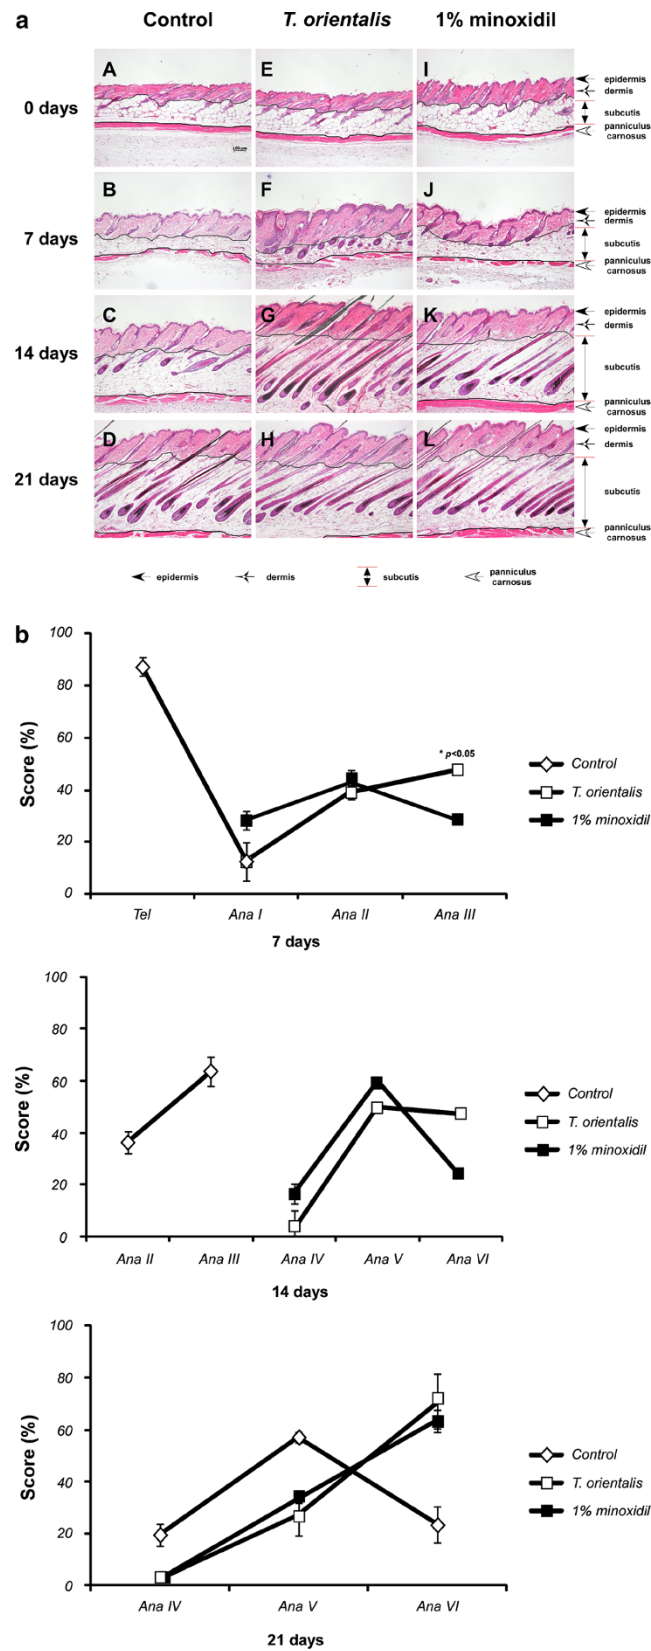 a
Control T. orientalis 1% minoxidil
0 days
A E I
epidermis
dermis
subcutis
panniculus
carnosus
7 days
B F J
epidermis
dermis
subcutis
panniculus
carnosus
14 days
C G K
epidermis
dermis
subcutis
panniculus
carnosus
21 days
D H L
epidermis
dermis
subcutis
panniculus
carnosus
epidermis dermis subcutis panniculus
carnosus
b
100
80
60
40
20
0
Score (%)
* p<0.05
Control
T. orientalis
1% minoxidil
Tel Ana I Ana II Ana III
7 days
100
80
60
40
20
0
Score (%)
Control
T. orientalis
1% minoxidil
Ana II Ana III Ana IV Ana V Ana VI
14 days
100
80
60
40
20
0
Score (%)
Control
T. orientalis
1% minoxidil
Ana IV Ana V Ana VI
21 days